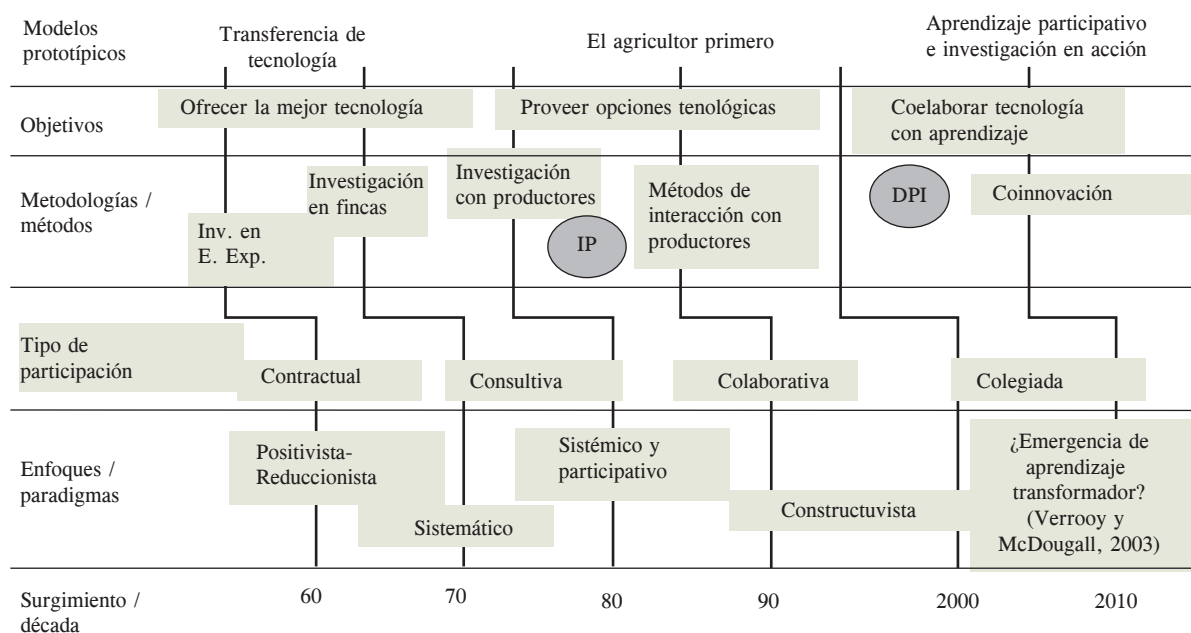 Modelos
prototípicos
Transferencia de
tecnología
El agricultor primero
Aprendizaje participativo
e investigación en acción
Objetivos
Ofrecer la mejor tecnología
Proveer opciones tenológicas
Coelaborar tecnología
con aprendizaje
Metodologías /
métodos
Inv. en
E. Exp.
Investigación
en fincas
Investigación
con productores
IP
Métodos de
interacción con
productores
DPI
Coinnovación
Tipo de
participación
Contractual
Consultiva
Colaborativa
Colegiada
Enfoques /
paradigmas
Positivista-
Reduccionista
Sistemático
Sistémico y
participativo
Constructuvista
¿Emergencia de
aprendizaje
transformador?
(Verrooy y
McDougall, 2003)
Surgimiento /
década
60
70
80
90
2000
2010